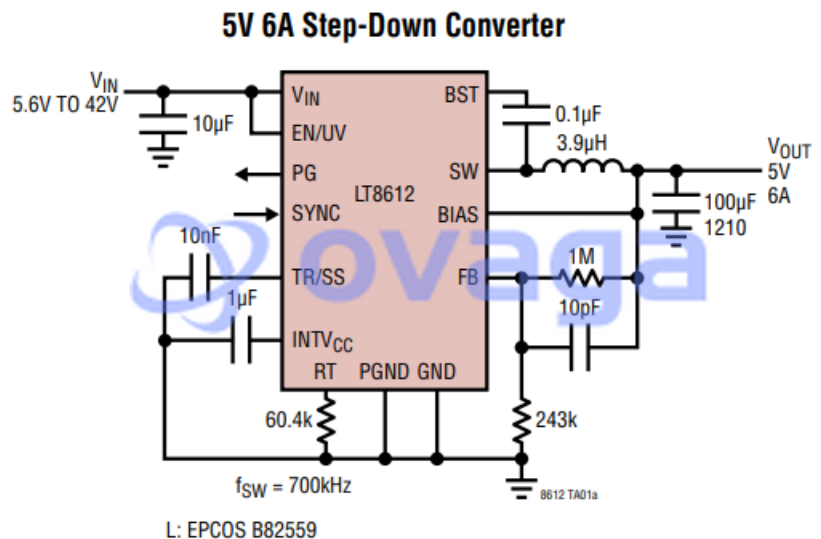 5V 6A Step-Down Converter
VIN
5.6V TO 42V
10µF
VIN
EN/UV
PG
SYNC
TR/SS
INTVCC
RT
PGND
GND
LT8612
BST
SW
BIAS
FB
0.1µF
3.9µH
VOUT
5V
6A
100µF
1210
10nF
1µF
1M
10pF
60.4k
243k
fSW = 700kHz
8612 TA01a
L: EPCOS B82559
ovaga